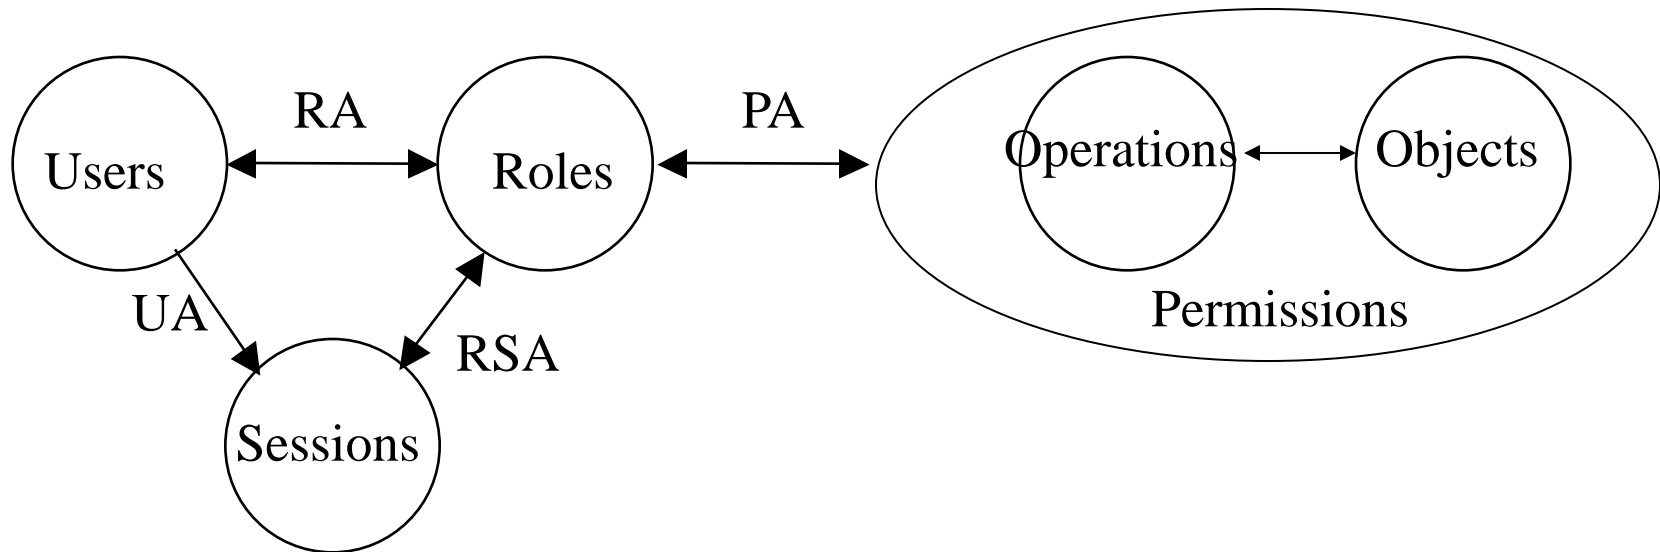 RA
PA
Users
Roles
Operations
Objects
UA
RSA
Permissions
Sessions